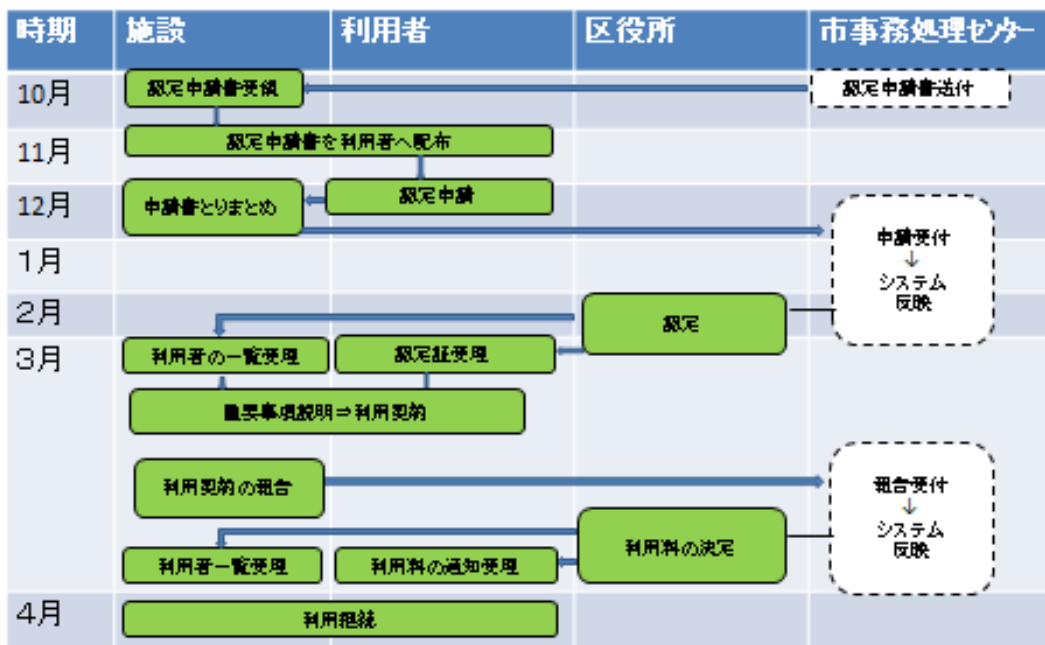 時期 施設 利用者 区役所 市事務処理センター
10月 認定申請書受領 認定申請書送付
11月 認定申請書を利用者へ配布
12月 申請書とりまとめ 認定申請
申請受付
↓
システム
反映
1月
2月 認定
3月 利用者の一覧受理 認定証受理
重要事項説明⇒利用契約
利用契約の報告 報告受付
↓
システム
反映
利用料の決定
利用者一覧受理 利用料の通知受理
4月 利用継続